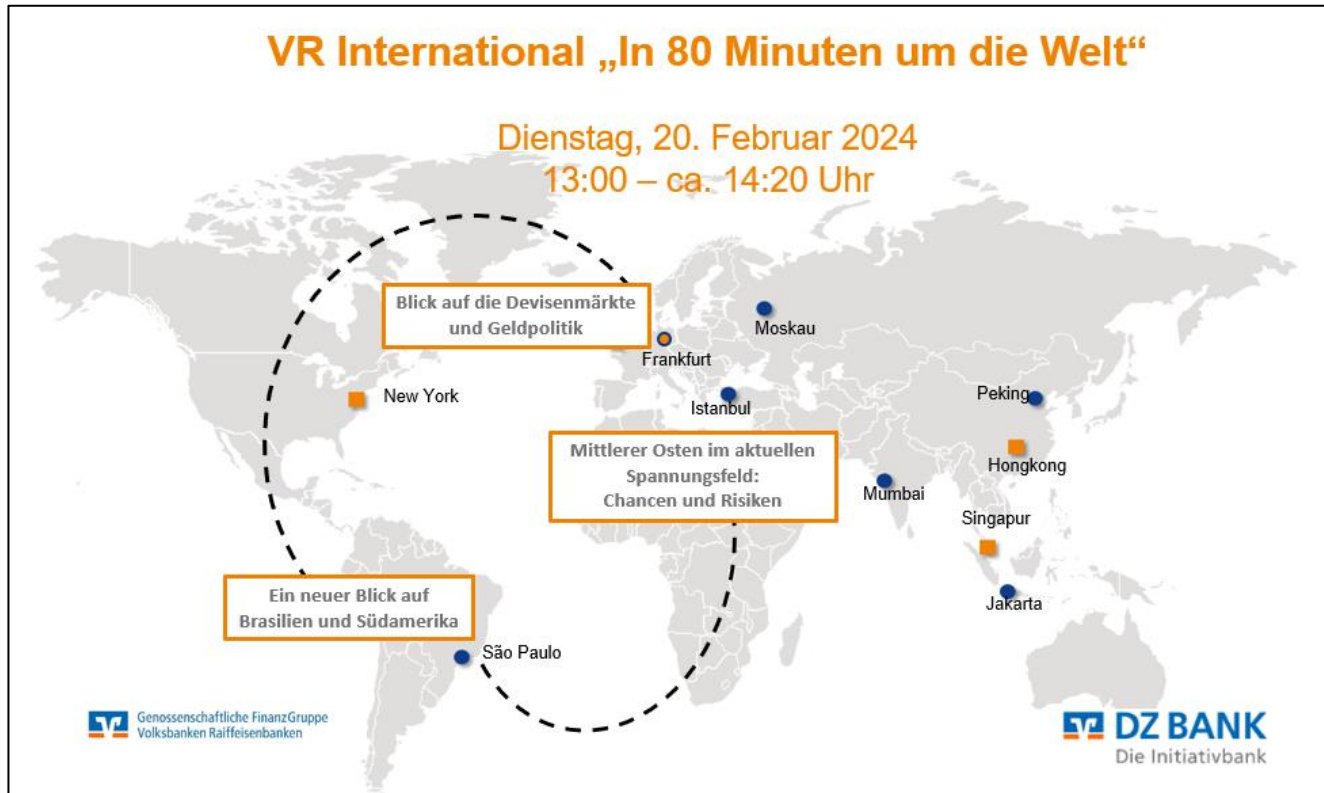 VR International „In 80 Minuten um die Welt“
Dienstag, 20. Februar 2024
13:00 – ca. 14:20 Uhr
Blick auf die Devisenmärkte
und Geldpolitik
Moskau
Frankfurt
New York
Istanbul
Peking
Mittlerer Osten im aktuellen
Spannungsfeld:
Chancen und Risiken
Hongkong
Mumbai
Singapur
Ein neuer Blick auf
Brasilien und Südamerika
Jakarta
São Paulo
Genossenschaftliche FinanzGruppe
Volksbanken Raiffeisenbanken
DZ BANK
Die Initiativbank